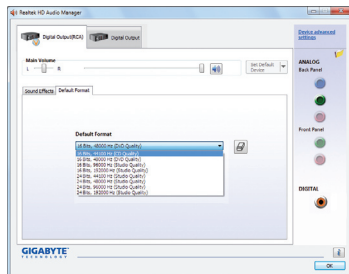 Realtek HD Audio Manager
Digital Output(RCA)
Digital Output
Device advanced settings
Main Volume
L
R
Set Default Device
ANALOG
Back Panel
Sound Effects
Default Format
Default Format
16 Bits, 48000 Hz (DVD Quality)
16 Bits, 44100 Hz (CD Quality)
16 Bits, 48000 Hz (DVD Quality)
16 Bits, 96000 Hz (Studio Quality)
16 Bits, 192000 Hz (Studio Quality)
24 Bits, 44100 Hz (Studio Quality)
24 Bits, 48000 Hz (Studio Quality)
24 Bits, 96000 Hz (Studio Quality)
24 Bits, 192000 Hz (Studio Quality)
Front Panel
DIGITAL
GIGABYTE
TECHNOLOGY
i
OK